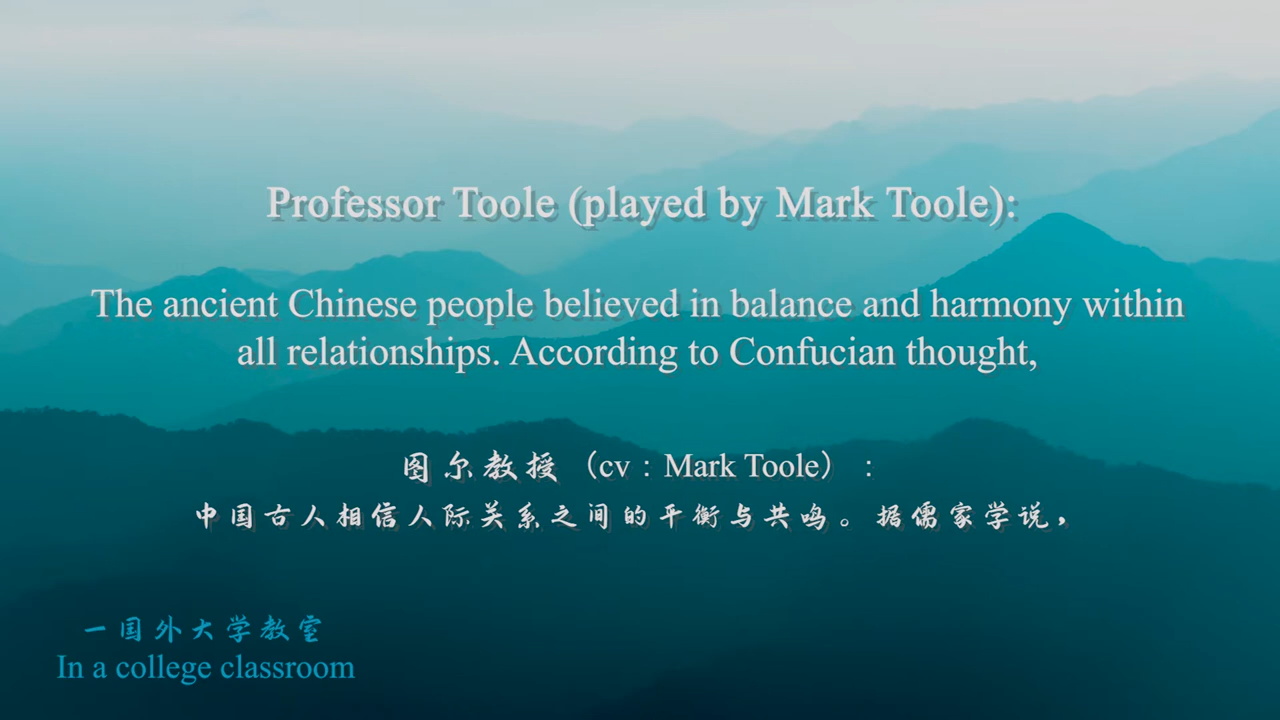 Professor Toole (played by Mark Toole):
The ancient Chinese people believed in balance and harmony within
all relationships. According to Confucian thought,
图尔教授（cv：Mark Toole）：
中国古人相信人际关系之间的平衡与共鸣。据儒家学说，
一国外大学教室
In a college classroom